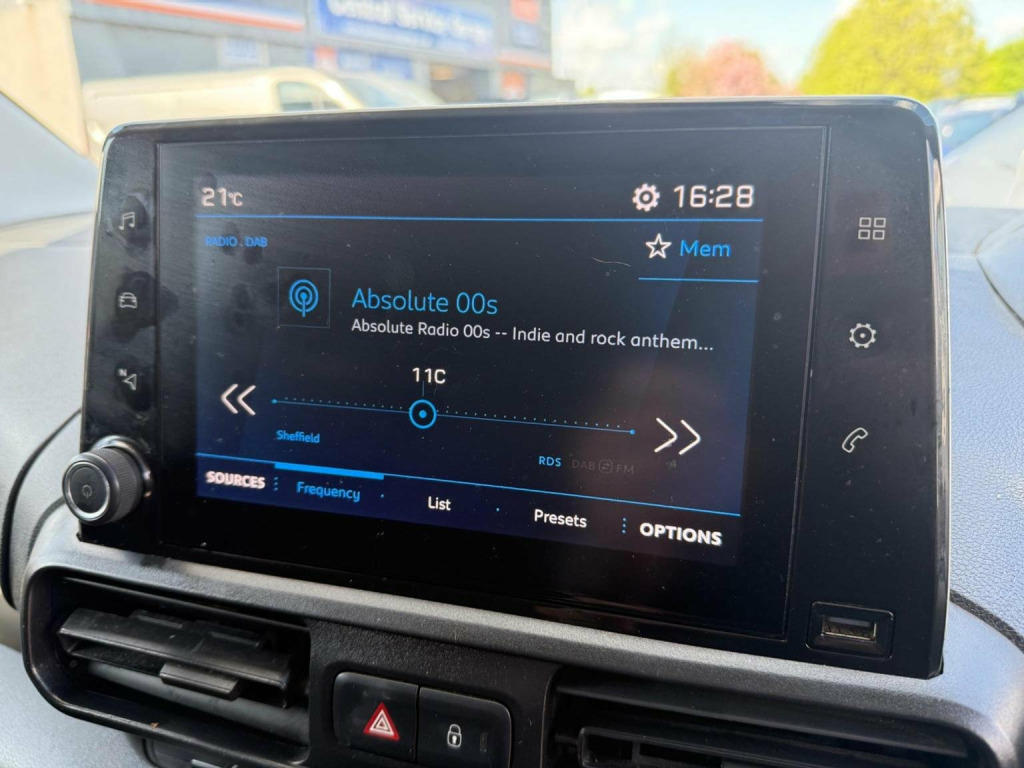 21°C
16:28
RADIO . DAB
Mem
Absolute 00s
Absolute Radio 00s -- Indie and rock anthem...
11C
Sheffield
RDS DAB FM
SOURCES Frequency List Presets OPTIONS
N